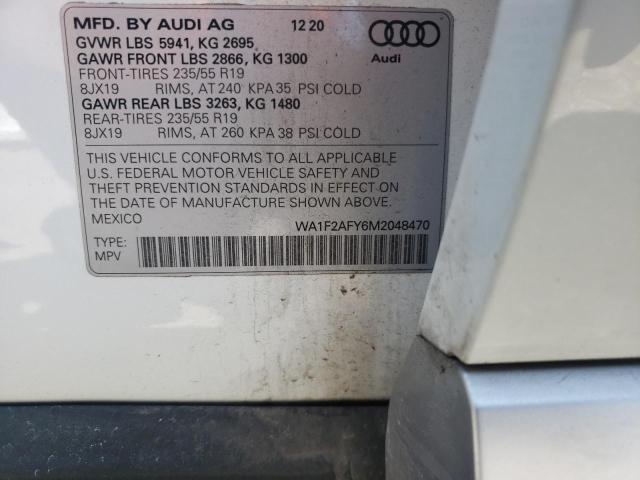 MFD. BY AUDI AG 12 20
GVWR LBS 5941, KG 2695
GAWR FRONT LBS 2866, KG 1300
FRONT-TIRES 235/55 R19
8JX19 RIMS, AT 240 KPA 35 PSI COLD
GAWR REAR LBS 3263, KG 1480
REAR-TIRES 235/55 R19
8JX19 RIMS, AT 260 KPA 38 PSI COLD
Audi
THIS VEHICLE CONFORMS TO ALL APPLICABLE
U.S. FEDERAL MOTOR VEHICLE SAFETY AND
THEFT PREVENTION STANDARDS IN EFFECT ON
THE DATE OF MANUFACTURE SHOWN ABOVE.
MEXICO WA1F2AFY6M2048470
TYPE:
MPV